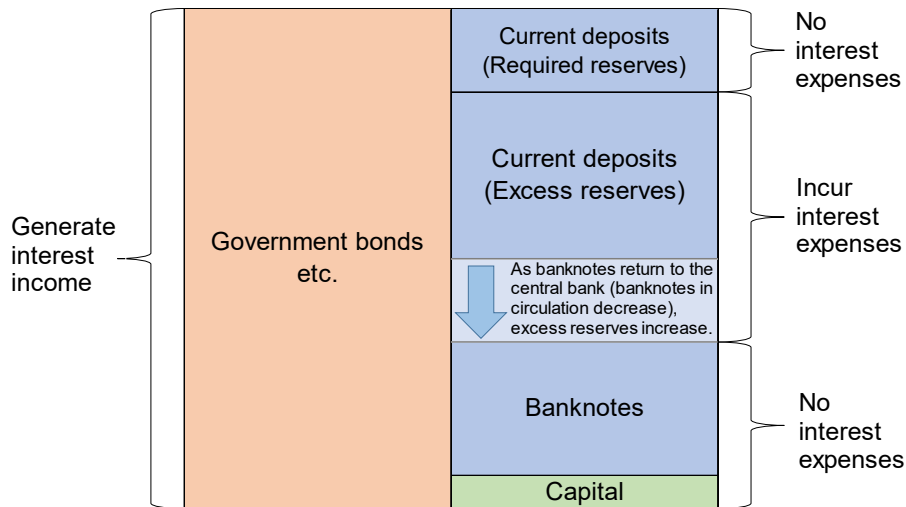 Generate
interest
income
Government bonds
etc.
Current deposits
(Required reserves)
Current deposits
(Excess reserves)
As banknotes return to the
central bank (banknotes in
circulation decrease),
excess reserves increase.
Banknotes
Capital
No
interest
expenses
Incur
interest
expenses
No
interest
expenses